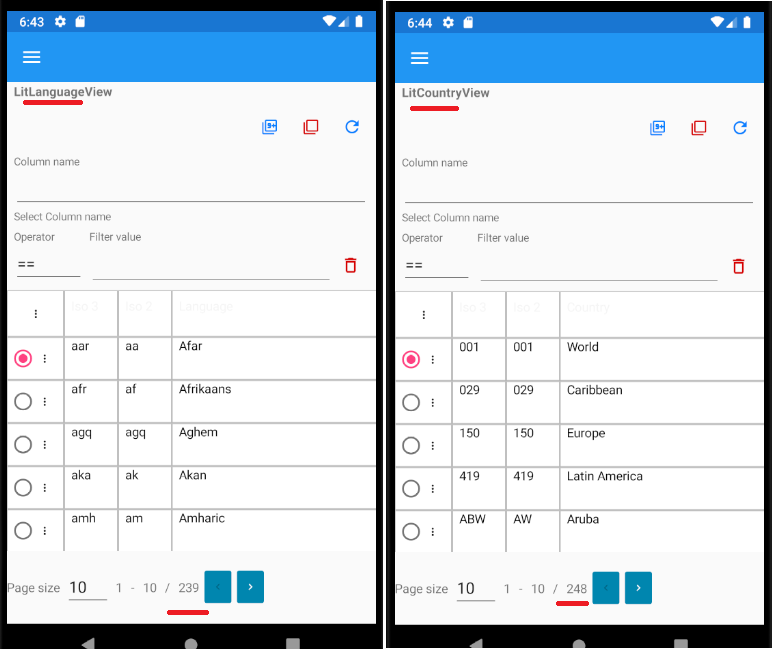 6:43
LitLanguageView
9+
Column name
Select Column name
Operator Filter value
==
Iso 3 Iso 2 Language
aar aa Afar
afr af Afrikaans
agq agq Aghem
aka ak Akan
amh am Amharic
Page size 10 1 - 10 / 239 < >
6:44
LitCountryView
9+
Column name
Select Column name
Operator Filter value
==
Iso 3 Iso 2 Country
001 001 World
029 029 Caribbean
150 150 Europe
419 419 Latin America
ABW AW Aruba
Page size 10 1 - 10 / 248 < >